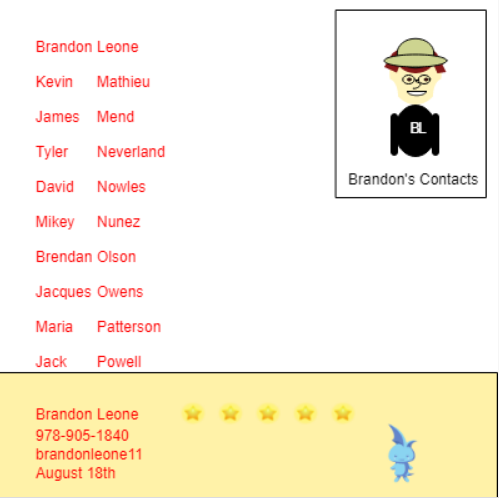 Brandon Leone
Kevin Mathieu
James Mend
Tyler Neverland
David Nowles
Mikey Nunez
Brendan Olson
Jacques Owens
Maria Patterson
Jack Powell
BL
Brandon's Contacts
Brandon Leone
978-905-1840
brandonleone11
August 18th